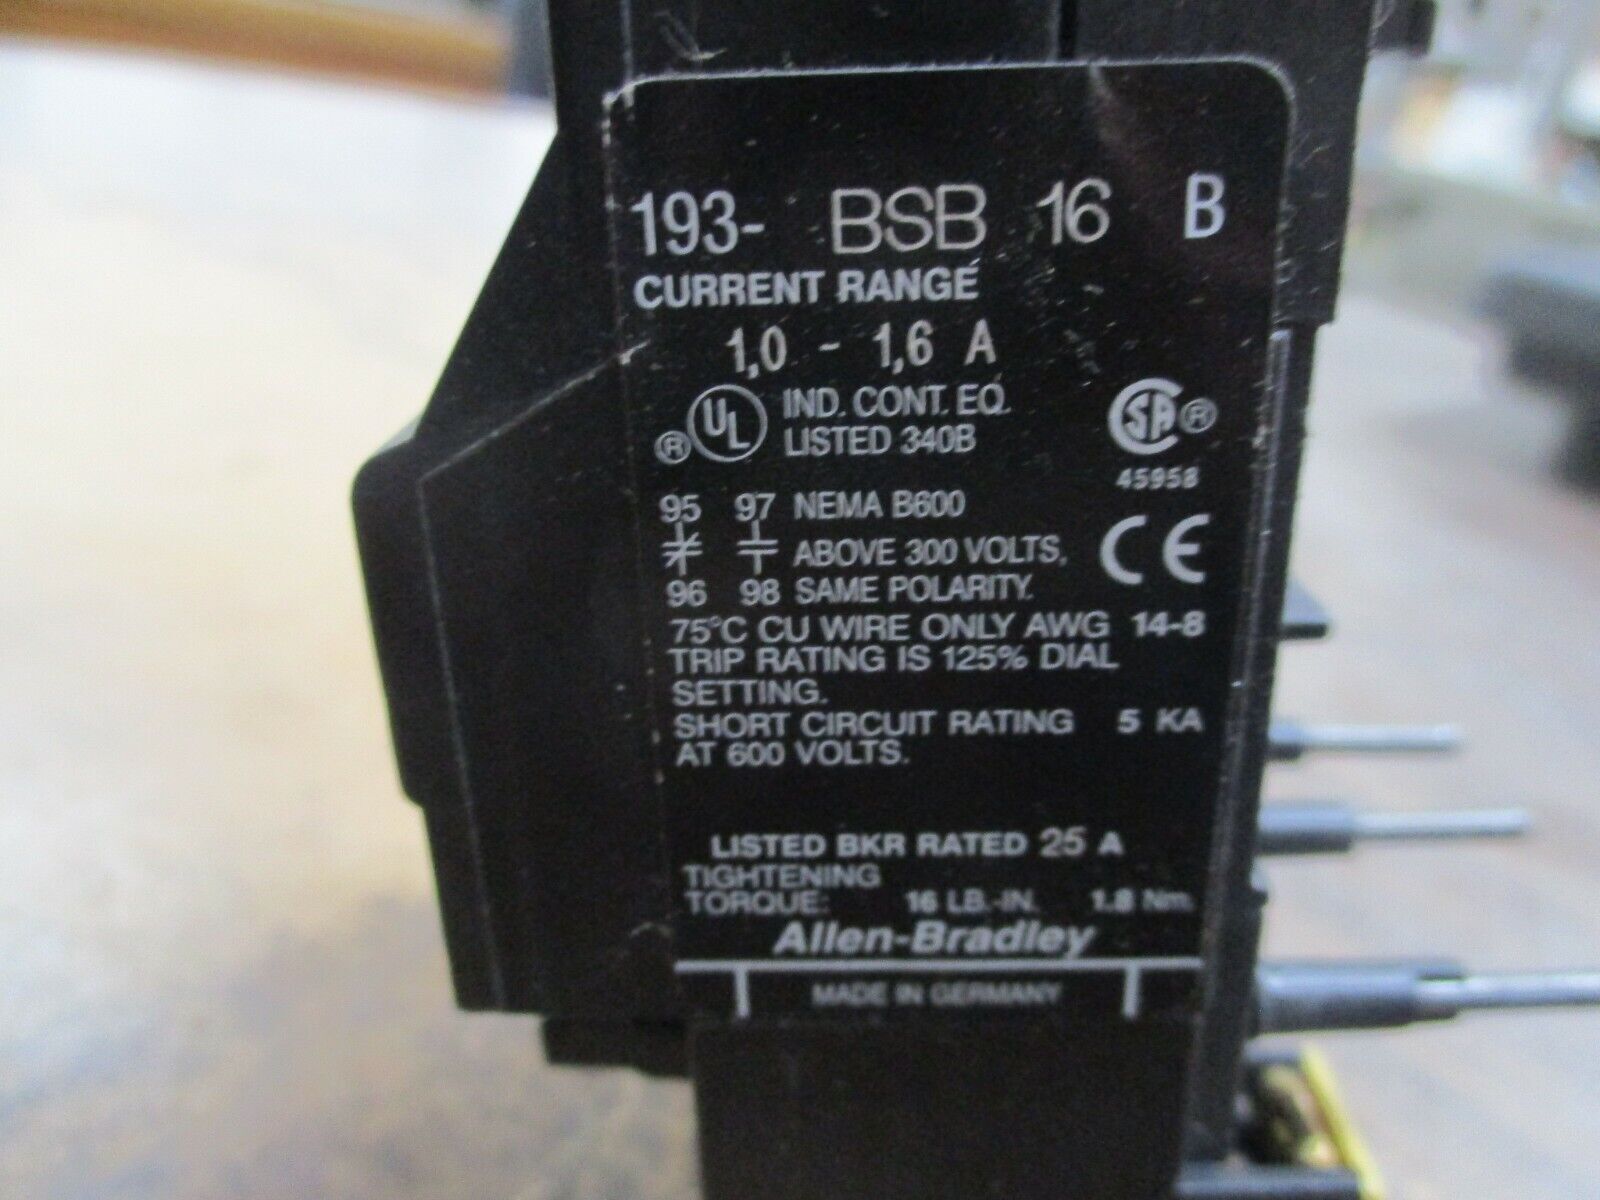 193- BSB 16 B
CURRENT RANGE
1,0 - 1,6 A
® UL IND. CONT. EQ.
LISTED 340B
CSA ®
45958
95 97 NEMA B600
ABOVE 300 VOLTS,
96 98 SAME POLARITY.
CE
75°C CU WIRE ONLY AWG 14-8
TRIP RATING IS 125% DIAL
SETTING.
SHORT CIRCUIT RATING 5 KA
AT 600 VOLTS.
LISTED BKR RATED 25 A
TIGHTENING
TORQUE: 16 LB.-IN. 1.8 Nm.
Allen-Bradley
MADE IN GERMANY